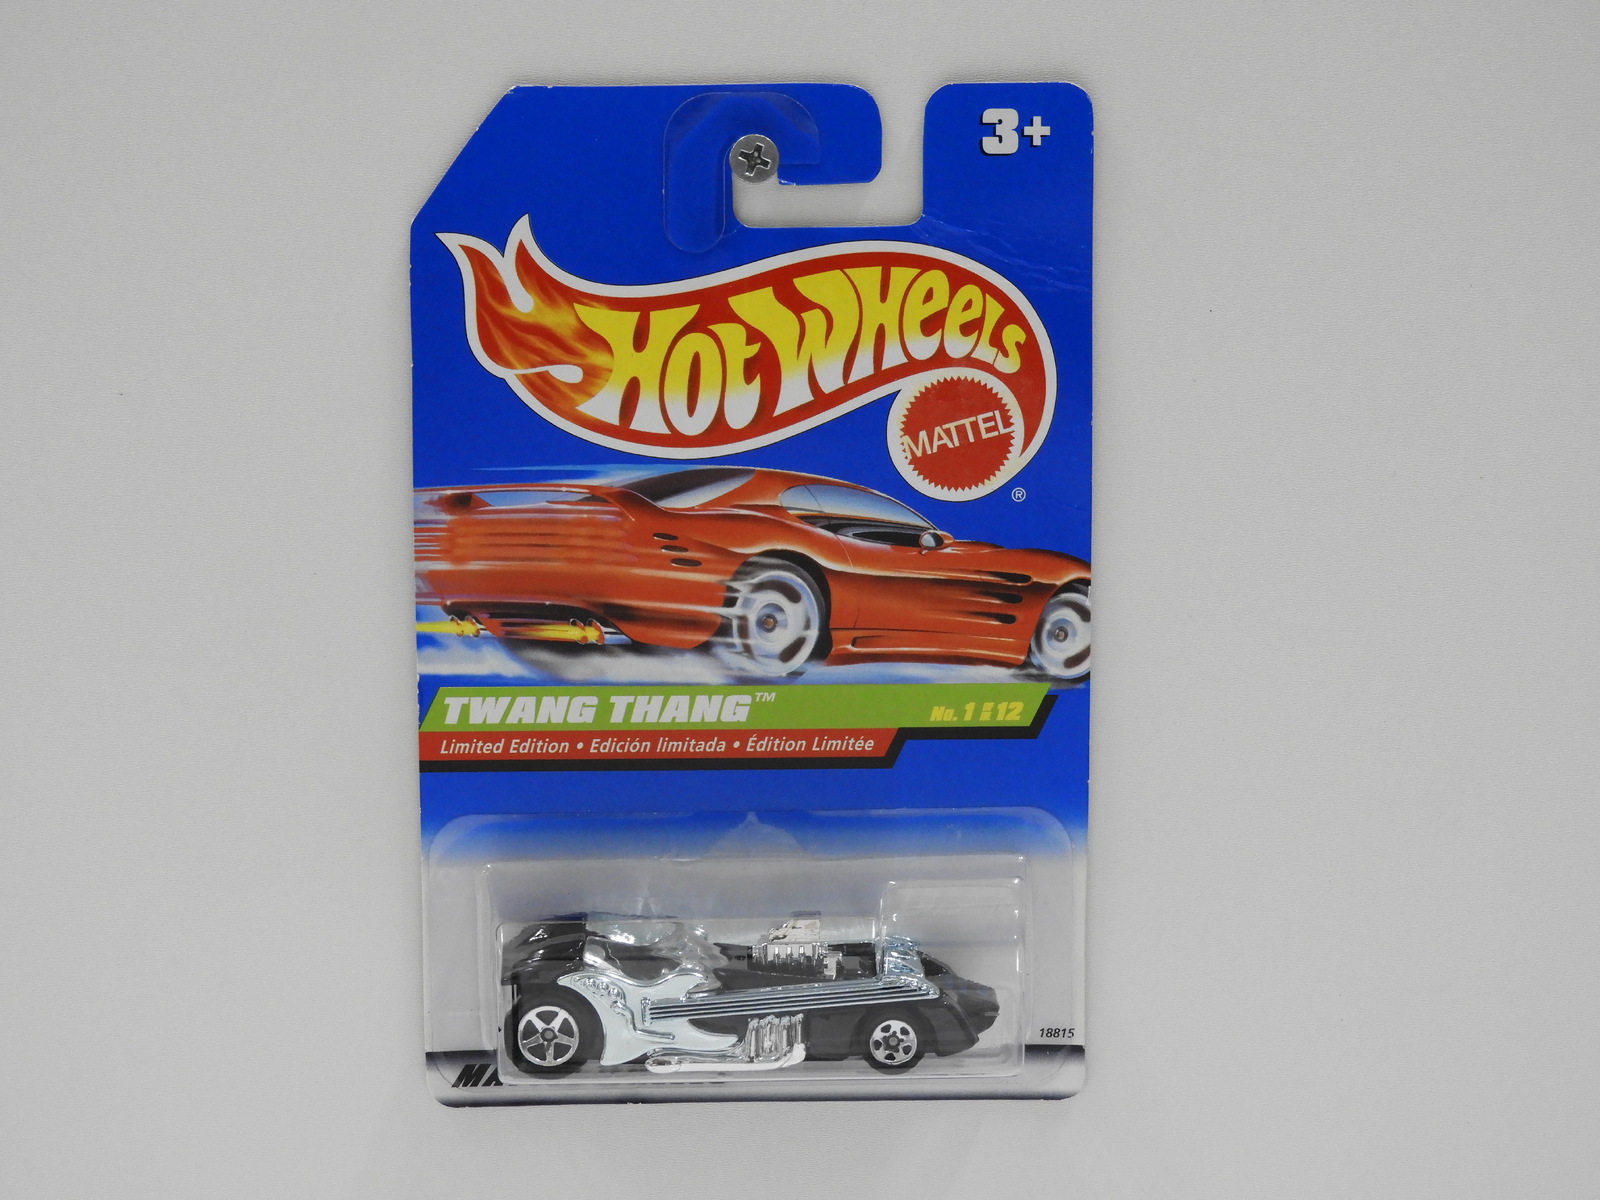 3+
HOT WHEELS
MATTEL
®
TWANG THANG™
No. 1 OF 12
Limited Edition • Edición limitada • Édition Limitée
18815